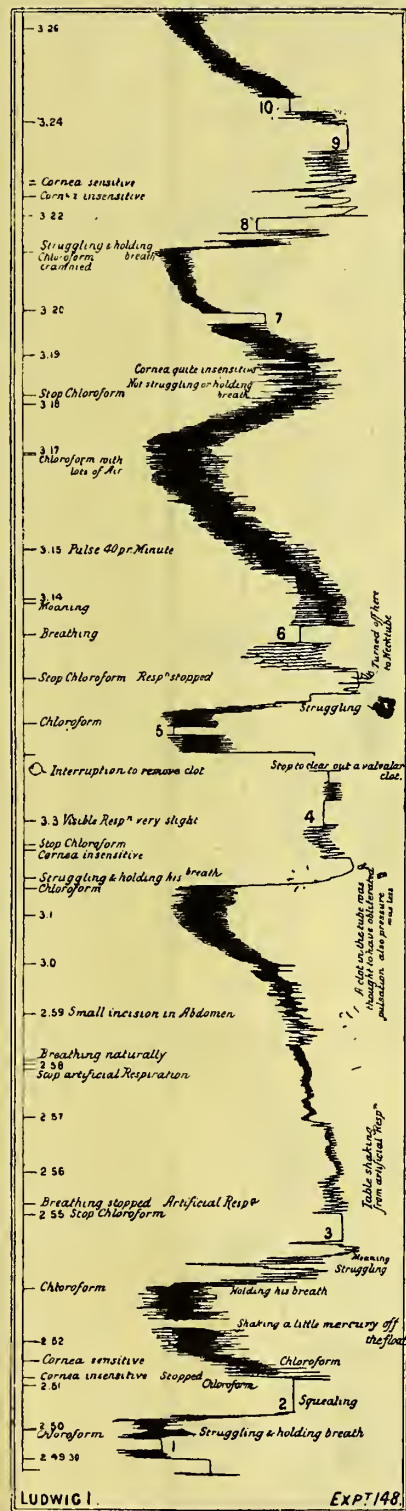 3.26
10
3.24
9
Cornea sensitive
Cornea insensitive
3.22
8
Struggling & holding breath
Chloroform
crammed
3.20
7
3.19
Cornea quite insensitive
Not struggling or holding
breath
Stop Chloroform
3.18
3.17
Chloroform with
lots of Air
3.15 Pulse 40 pr. Minute
3.14
Moaning
Breathing
6
Turned off here
to Necktube
Stop Chloroform Respn stopped
Struggling
Chloroform
5
Interruption to remove clot
Stop to clear out a valvular
clot.
3.3 Visible Respn very slight
4
Stop Chloroform
Cornea insensitive
Struggling & holding his breath
Chloroform
A clot in the tube was
thought to have obliterated
pulsation also pressure
was less
3.1
3.0
2.59 Small incision in Abdomen
Breathing naturally
2.58
Stop artificial Respiration
2.57
2.56
Table shaking
from artificial Respn
Breathing stopped Artificial Respn
2.55 Stop Chloroform
3
Moaning
Struggling
Chloroform
Holding his breath
Shaking a little mercury off
the float
2.52
Cornea sensitive
Chloroform
Cornea insensitive Stopped
Chloroform
2.51
2
Squealing
2.50
Chloroform
Struggling & holding breath
1
2.49 30
LUDWIG I.
EXPT. 148.